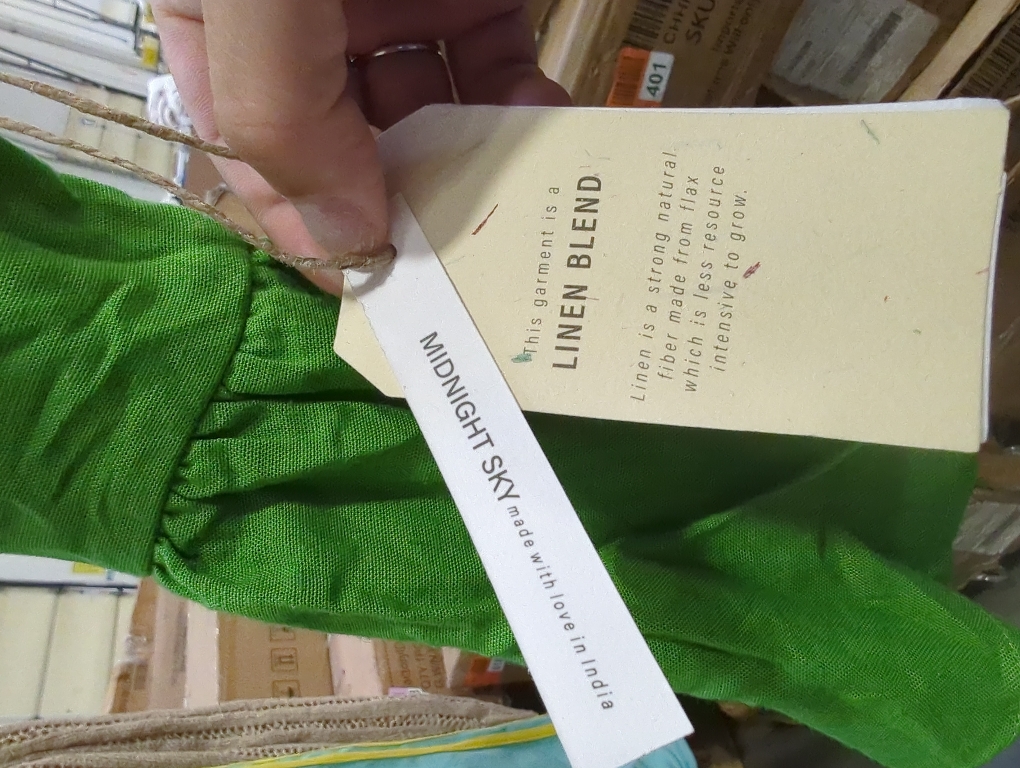 This garment is a
LINEN BLEND
Linen is a strong natural
fiber made from flax
which is less resource
intensive to grow.
MIDNIGHT SKY made with love in India
401
SKU